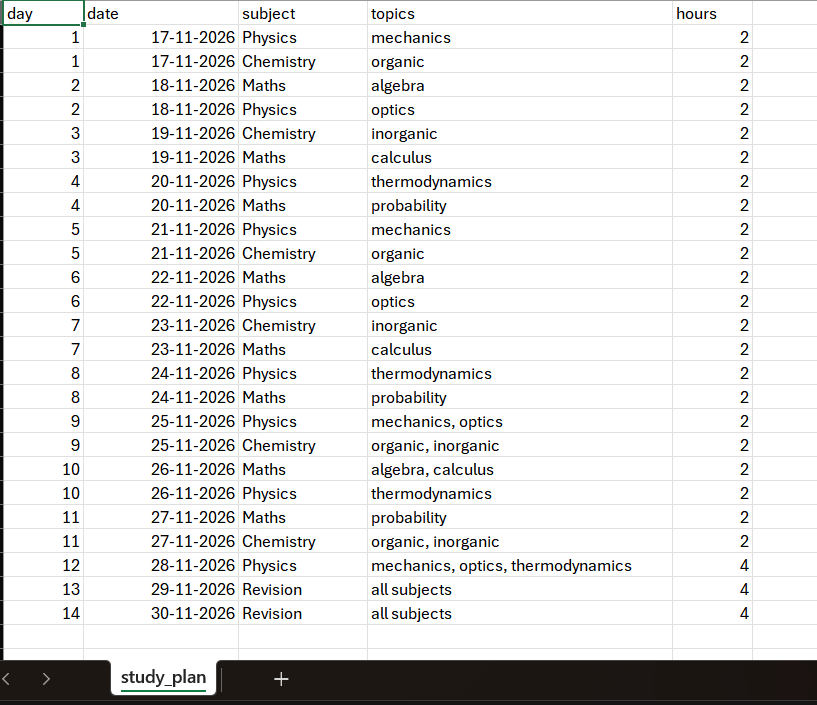 day date subject topics hours
1 17-11-2026 Physics mechanics 2
1 17-11-2026 Chemistry organic 2
2 18-11-2026 Maths algebra 2
2 18-11-2026 Physics optics 2
3 19-11-2026 Chemistry inorganic 2
3 19-11-2026 Maths calculus 2
4 20-11-2026 Physics thermodynamics 2
4 20-11-2026 Maths probability 2
5 21-11-2026 Physics mechanics 2
5 21-11-2026 Chemistry organic 2
6 22-11-2026 Maths algebra 2
6 22-11-2026 Physics optics 2
7 23-11-2026 Chemistry inorganic 2
7 23-11-2026 Maths calculus 2
8 24-11-2026 Physics thermodynamics 2
8 24-11-2026 Maths probability 2
9 25-11-2026 Physics mechanics, optics 2
9 25-11-2026 Chemistry organic, inorganic 2
10 26-11-2026 Maths algebra, calculus 2
10 26-11-2026 Physics thermodynamics 2
11 27-11-2026 Maths probability 2
11 27-11-2026 Chemistry organic, inorganic 2
12 28-11-2026 Physics mechanics, optics, thermodynamics 4
13 29-11-2026 Revision all subjects 4
14 30-11-2026 Revision all subjects 4
study_plan